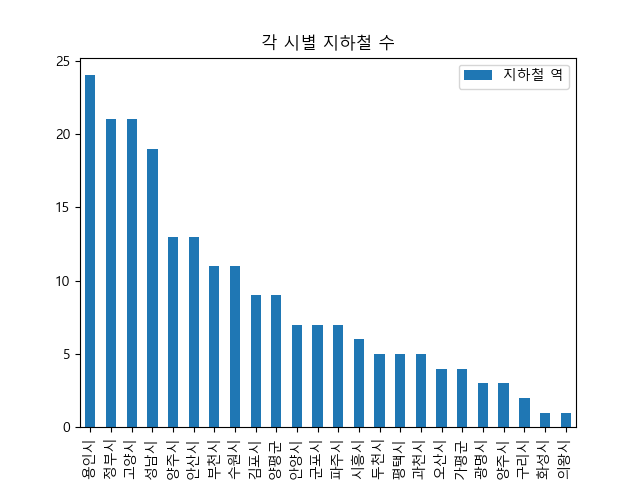 각 시별 지하철 수
지하철 역
25
20
15
10
5
0
용인시
정부시
고양시
성남시
양주시
안산시
부천시
수원시
김포시
양평군
안양시
군포시
파주시
시흥시
두천시
평택시
과천시
오산시
가평군
광명시
양주시
구리시
화성시
의왕시